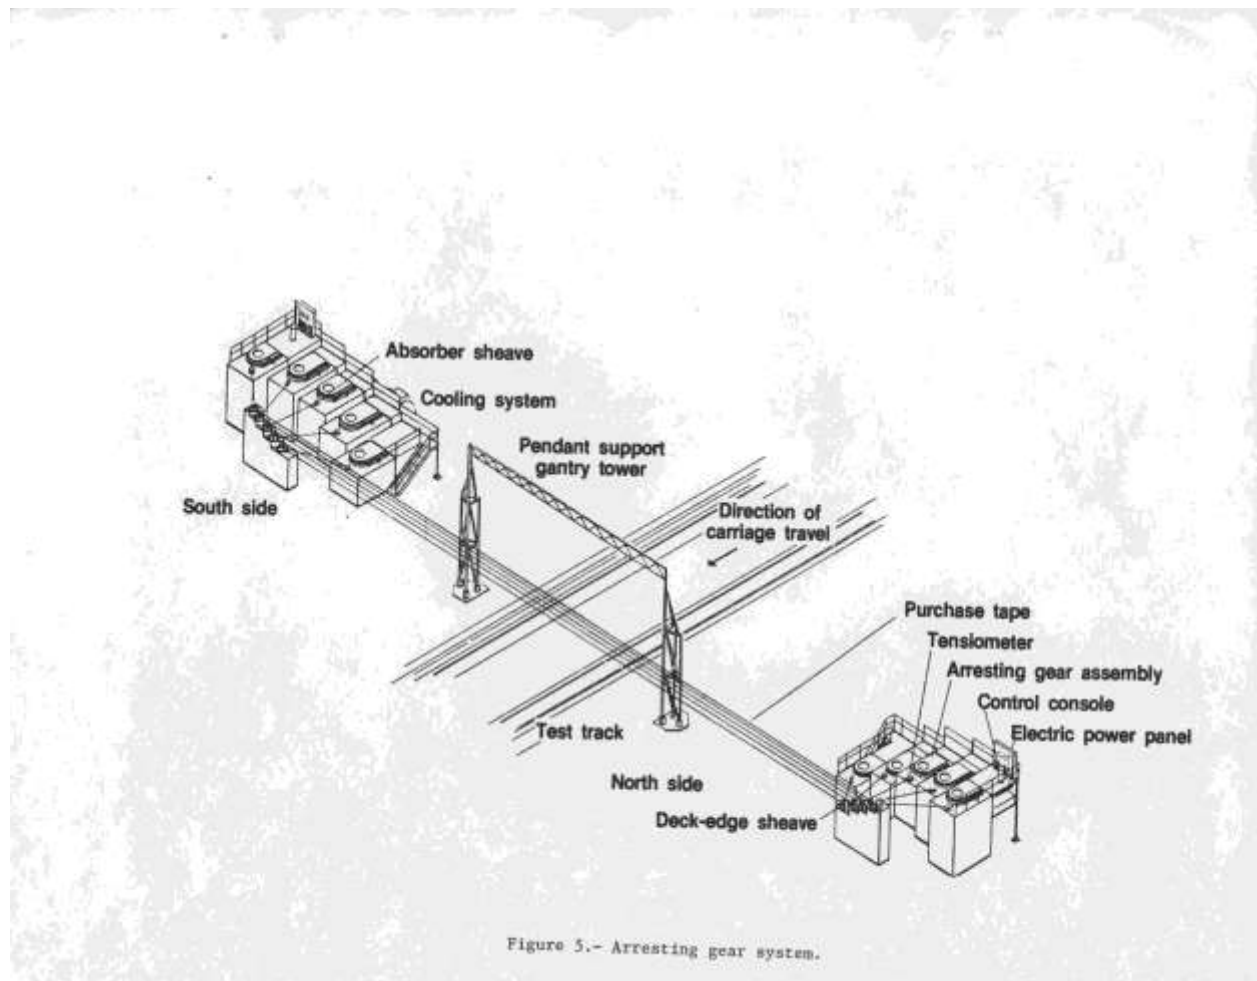 Absorber sheave
Cooling system
Pendant support
gantry tower
South side
Direction of
carriage travel
Purchase tape
Tensiometer
Arresting gear assembly
Control console
Electric power panel
Test track
North side
Deck-edge sheave
Figure 5.- Arresting gear system.